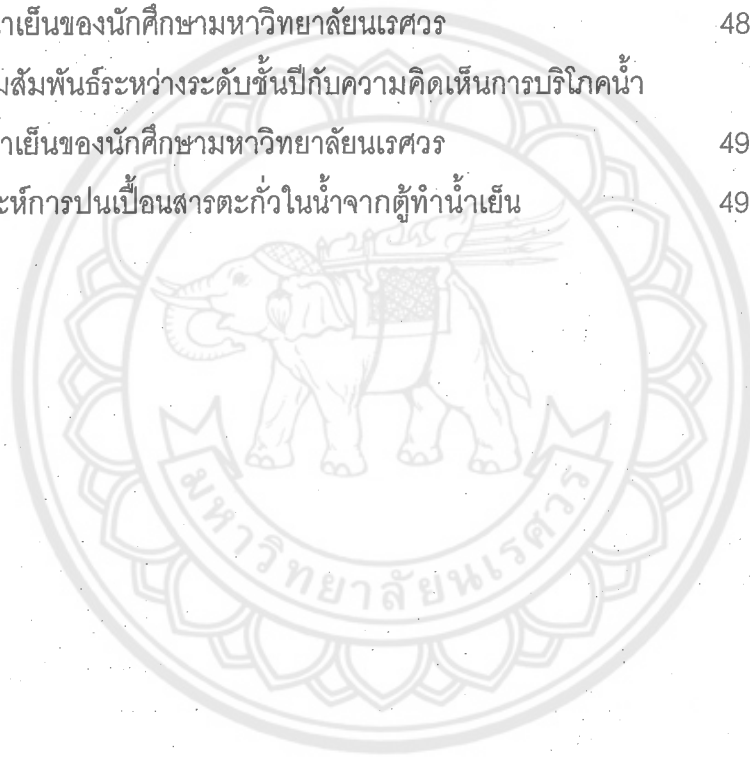 าเย็นของนักศึกษามหาวิทยาลัยนเรศวร 48
มสัมพันธ์ระหว่างระดับชั้นปีกับความคิดเห็นการบริโภคน้ำ
าเย็นของนักศึกษามหาวิทยาลัยนเรศวร 49
ะห์การปนเปื้อนสารตะกั่วในน้ำจากตู้ทำน้ำเย็น 49
มหาวิทยาลัยนเรศวร